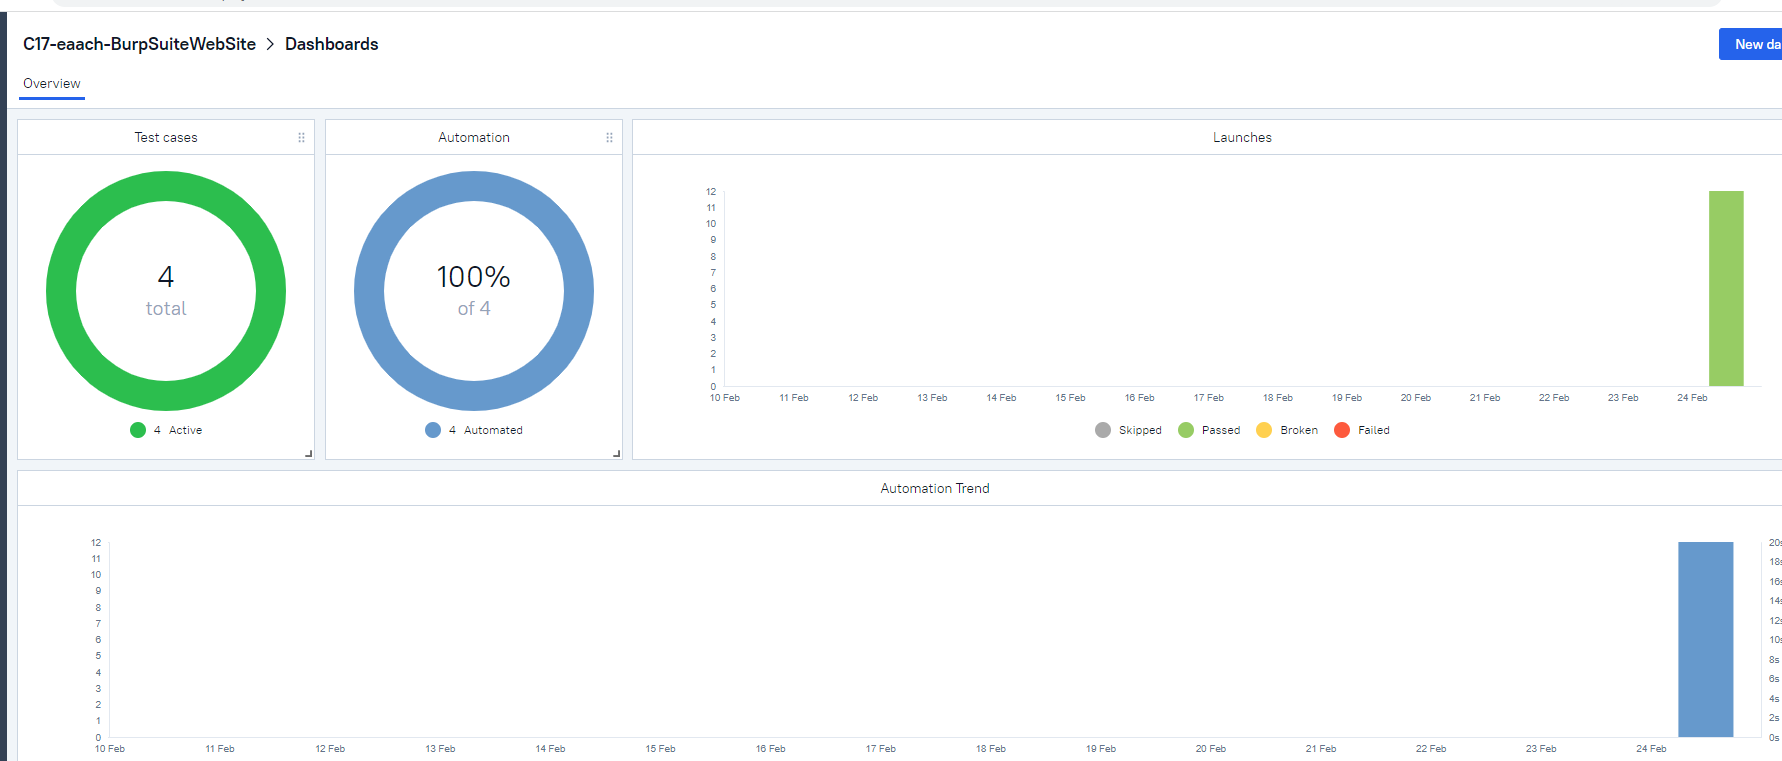 C17-eaach-BurpSuiteWebSite > Dashboards
New da
Overview
Test cases
Automation
Launches
4
total
4 Active
100%
of 4
4 Automated
12
11
10
9
8
7
6
5
4
3
2
1
0
10 Feb 11 Feb 12 Feb 13 Feb 14 Feb 15 Feb 16 Feb 17 Feb 18 Feb 19 Feb 20 Feb 21 Feb 22 Feb 23 Feb 24 Feb
Skipped Passed Broken Failed
Automation Trend
12
11
10
9
8
7
6
5
4
3
2
1
0
20s
18s
16s
14s
12s
10s
8s
6s
4s
2s
0s
10 Feb 11 Feb 12 Feb 13 Feb 14 Feb 15 Feb 16 Feb 17 Feb 18 Feb 19 Feb 20 Feb 21 Feb 22 Feb 23 Feb 24 Feb